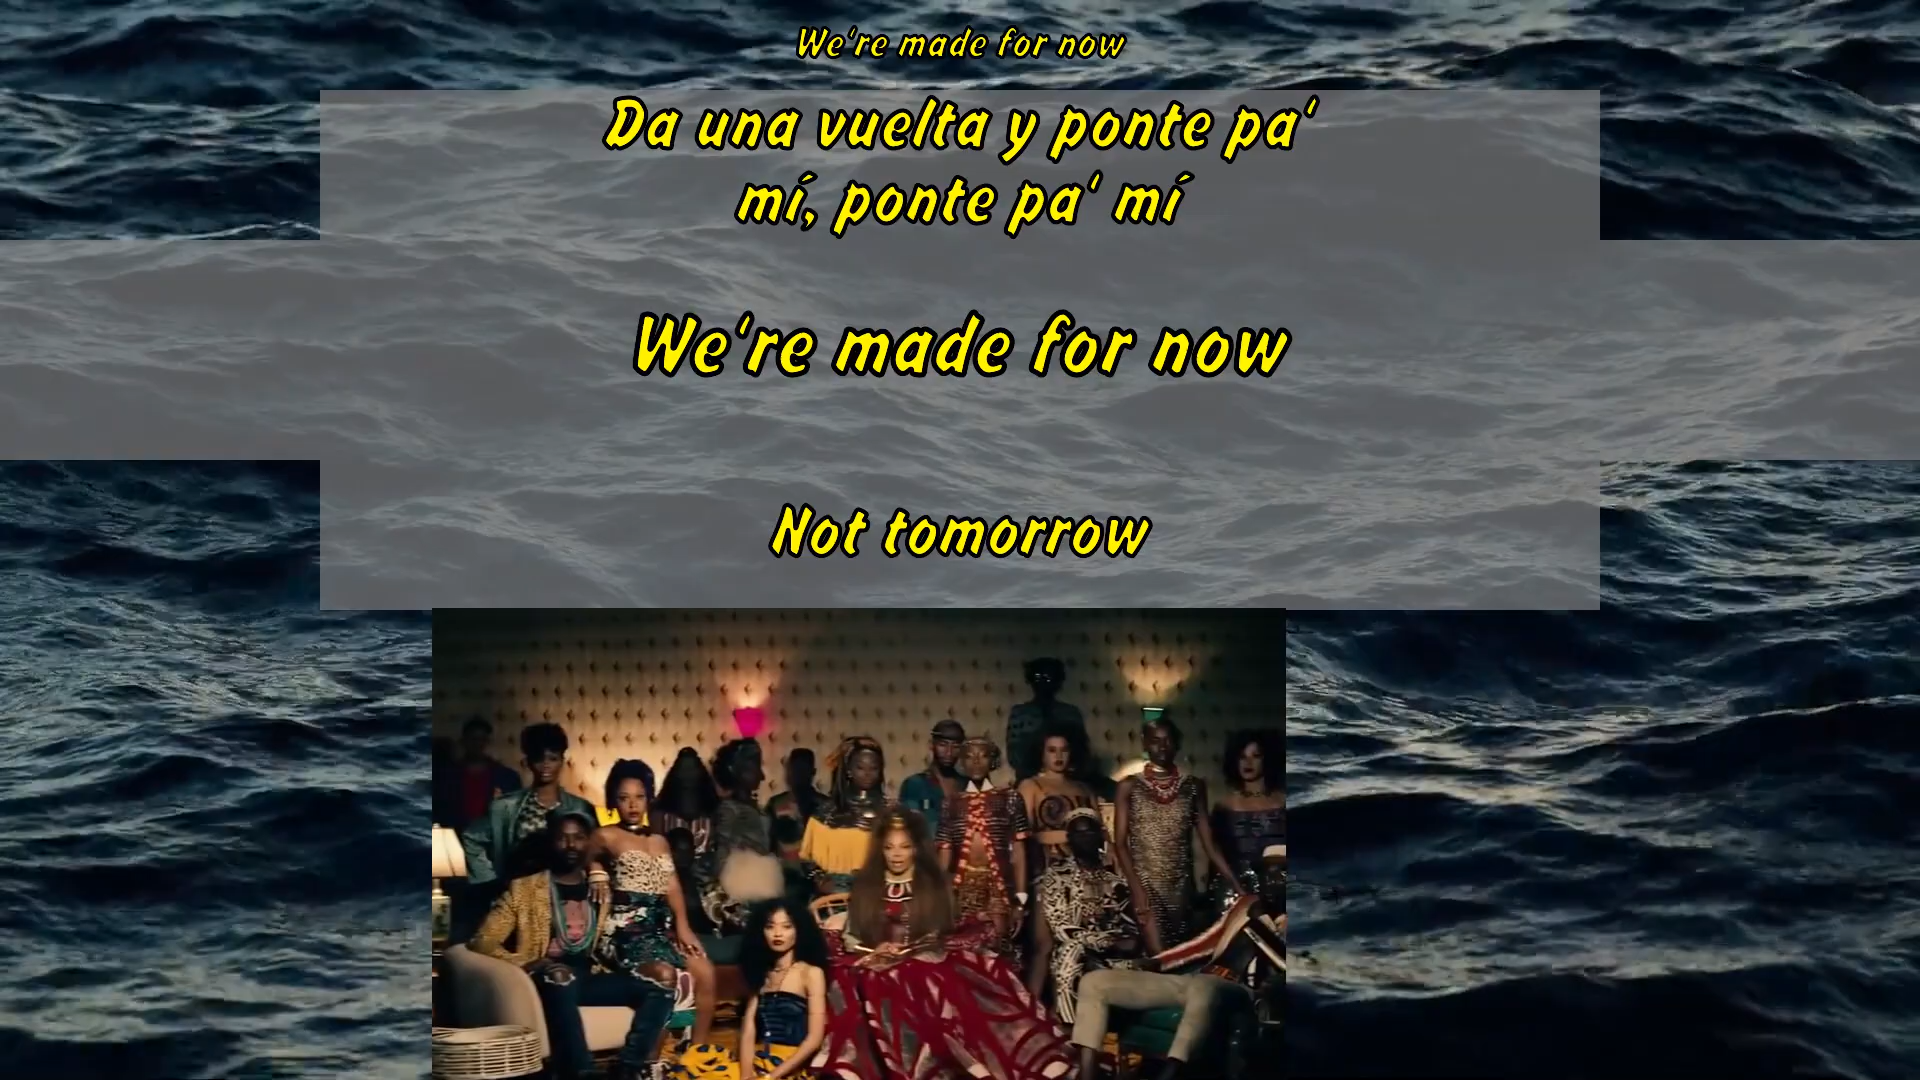 We're made for now
Da una vuelta y ponte pa'
mí, ponte pa' mí
We're made for now
Not tomorrow